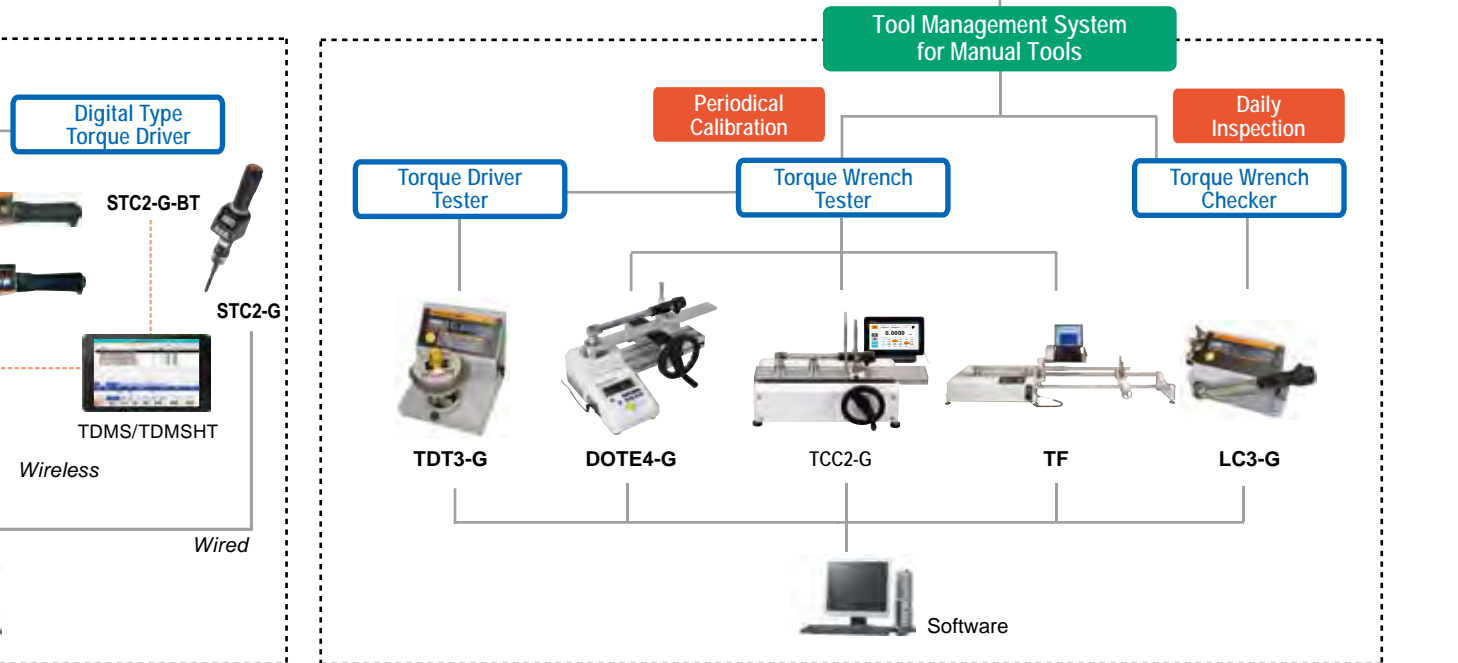 Tool Management System
for Manual Tools
Digital Type
Torque Driver
Periodical
Calibration
Daily
Inspection
Torque Driver
Tester
Torque Wrench
Tester
Torque Wrench
Checker
STC2-G-BT
STC2-G
TDMS/TDMSHT
Wireless
Wired
0.0000
TDT3-G
DOTE4-G
TCC2-G
TF
LC3-G
Software